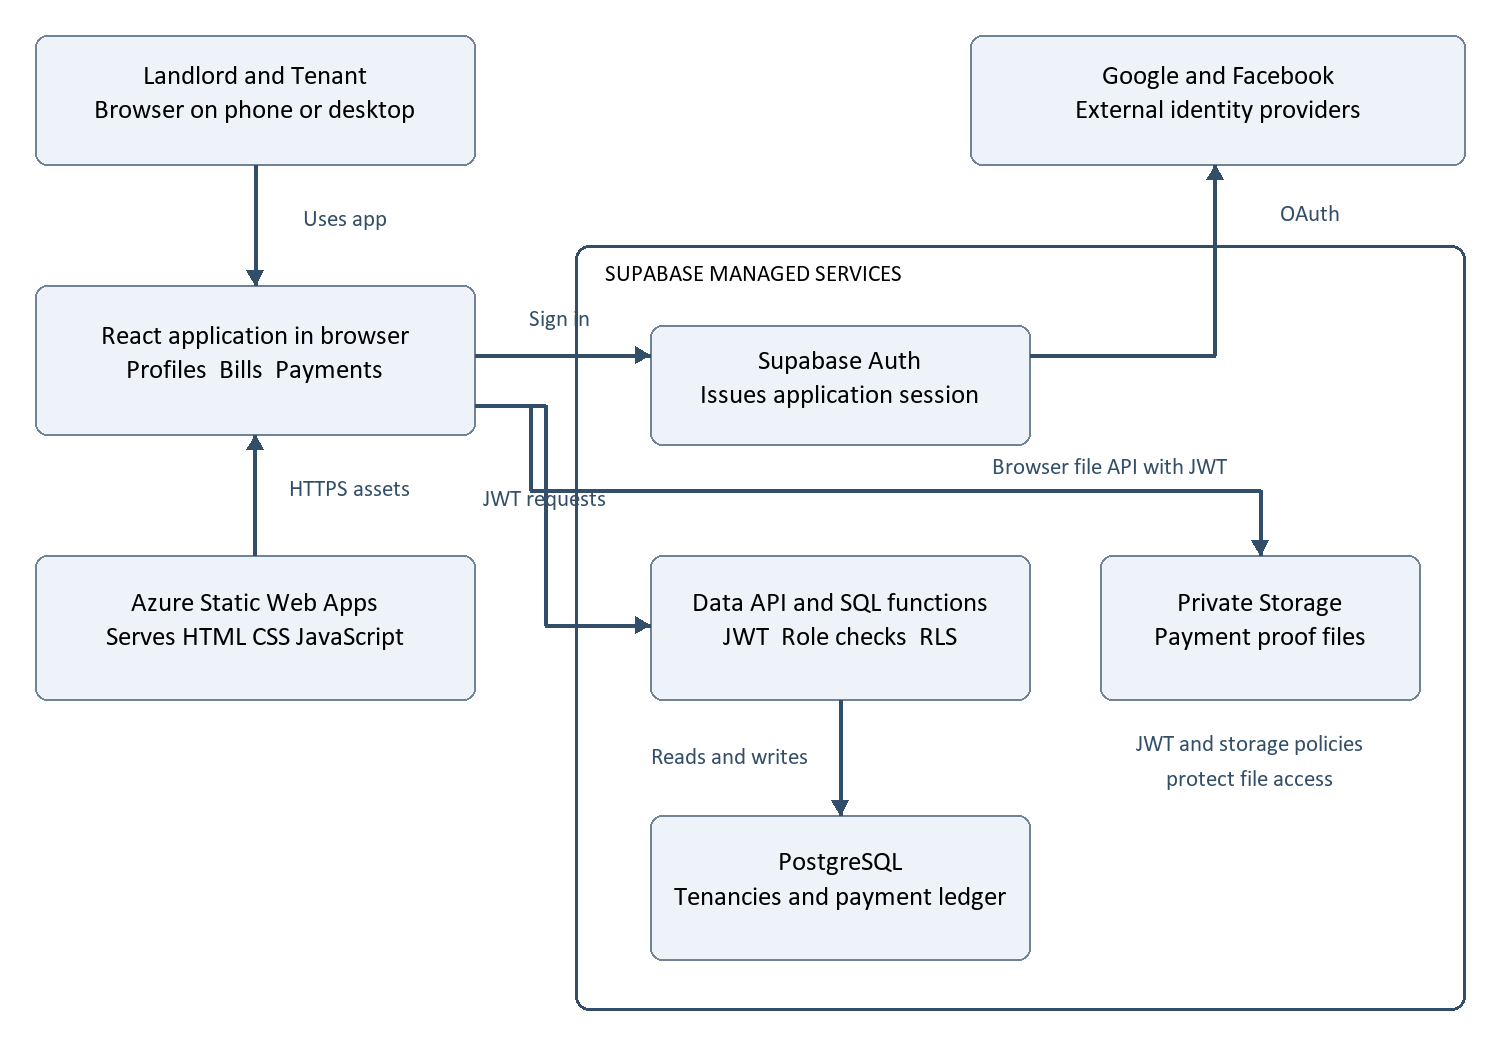 Landlord and Tenant
Browser on phone or desktop
Google and Facebook
External identity providers
Uses app
OAuth
SUPABASE MANAGED SERVICES
React application in browser
Profiles  Bills  Payments
Sign in
Supabase Auth
Issues application session
Browser file API with JWT
HTTPS assets
JWT requests
Azure Static Web Apps
Serves HTML CSS JavaScript
Data API and SQL functions
JWT  Role checks  RLS
Private Storage
Payment proof files
Reads and writes
JWT and storage policies
protect file access
PostgreSQL
Tenancies and payment ledger